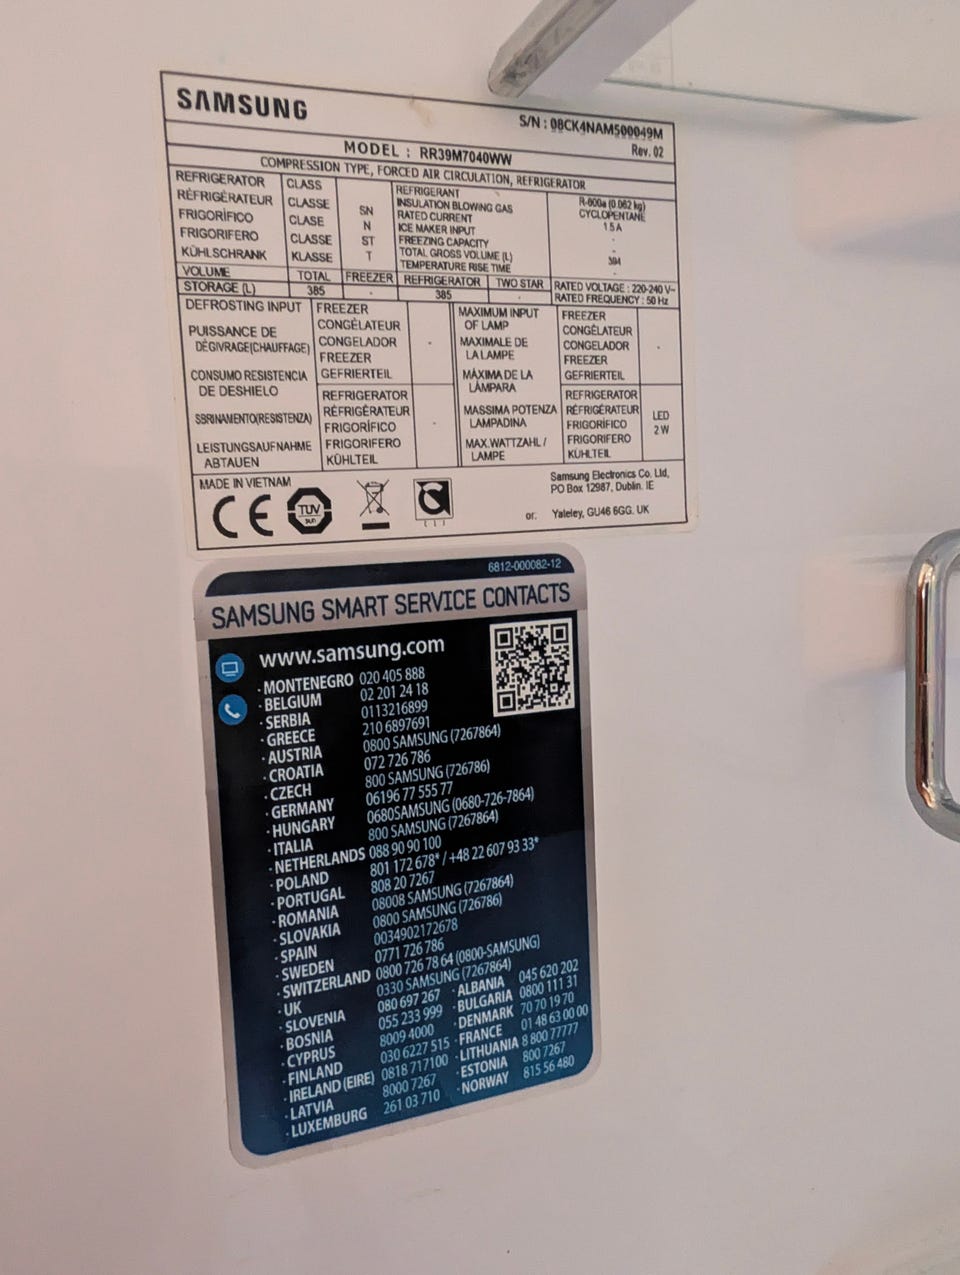 SAMSUNG
S/N : 08CK4NAM500049M
MODEL : RR39M7040WW
Rev. 02
COMPRESSION TYPE, FORCED AIR CIRCULATION, REFRIGERATOR
REFRIGERATOR CLASS
RÉFRIGÉRATEUR CLASSE
FRIGORÍFICO CLASE
FRIGORIFERO CLASSE
KÜHLSCHRANK KLASSE
SN
N
ST
T
REFRIGERANT R-600a (0.062 kg)
INSULATION BLOWING GAS CYCLOPENTANE
RATED CURRENT 1.5 A
ICE MAKER INPUT -
FREEZING CAPACITY -
TOTAL GROSS VOLUME (L) 394
TEMPERATURE RISE TIME -
VOLUME TOTAL FREEZER REFRIGERATOR TWO STAR
STORAGE (L) 385 - 385 -
RATED VOLTAGE : 220-240 V~
RATED FREQUENCY : 50 Hz
DEFROSTING INPUT
PUISSANCE DE
DÉGIVRAGE(CHAUFFAGE)
CONSUMO RESISTENCIA
DE DESHIELO
SBRINAMENTO(RESISTENZA)
LEISTUNGSAUFNAHME
ABTAUEN
FREEZER
CONGÉLATEUR
CONGELADOR
FREEZER
GEFRIERTEIL
-
REFRIGERATOR
RÉFRIGÉRATEUR
FRIGORÍFICO
FRIGORIFERO
KÜHLTEIL
-
MAXIMUM INPUT
OF LAMP
MAXIMALE DE
LA LAMPE
MÁXIMA DE LA
LÁMPARA
MASSIMA POTENZA
LAMPADINA
MAX.WATTZAHL /
LAMPE
FREEZER
CONGÉLATEUR
CONGELADOR
FREEZER
GEFRIERTEIL
-
REFRIGERATOR
RÉFRIGÉRATEUR
FRIGORÍFICO
FRIGORIFERO
KÜHLTEIL
LED
2 W
MADE IN VIETNAM
CE
TÜV
SUD
Samsung Electronics Co. Ltd,
PO Box 12987, Dublin. IE
or. Yateley, GU46 6GG. UK
6812-000082-12
SAMSUNG SMART SERVICE CONTACTS
www.samsung.com
· MONTENEGRO 020 405 888
· BELGIUM 02 201 24 18
· SERBIA 0113216899
· GREECE 210 6897691
· AUSTRIA 0800 SAMSUNG (7267864)
· CROATIA 072 726 786
· CZECH 800 SAMSUNG (726786)
· GERMANY 06196 77 555 77
· HUNGARY 0680SAMSUNG (0680-726-7864)
· ITALIA 800 SAMSUNG (7267864)
· NETHERLANDS 088 90 90 100
· POLAND 801 172 678* / +48 22 607 93 33*
· PORTUGAL 808 20 7267
· ROMANIA 08008 SAMSUNG (7267864)
· SLOVAKIA 0800 SAMSUNG (726786)
· SPAIN 0034902172678
· SWEDEN 0771 726 786
· SWITZERLAND 0800 726 78 64 (0800-SAMSUNG)
· UK 0330 SAMSUNG (7267864)
· SLOVENIA 080 697 267
· BOSNIA 055 233 999
· CYPRUS 8009 4000
· FINLAND 030 6227 515
· IRELAND (EIRE) 0818 717100
· LATVIA 8000 7267
· LUXEMBURG 261 03 710
· ALBANIA 045 620 202
· BULGARIA 0800 111 31
· DENMARK 70 70 19 70
· FRANCE 01 48 63 00 00
· LITHUANIA 8 800 77777
· ESTONIA 800 7267
· NORWAY 815 56 480